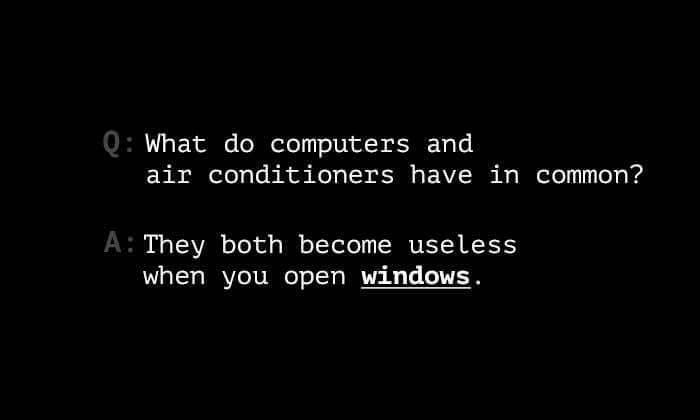 Q: What do computers and
air conditioners have in common?
A: They both become useless
when you open windows.